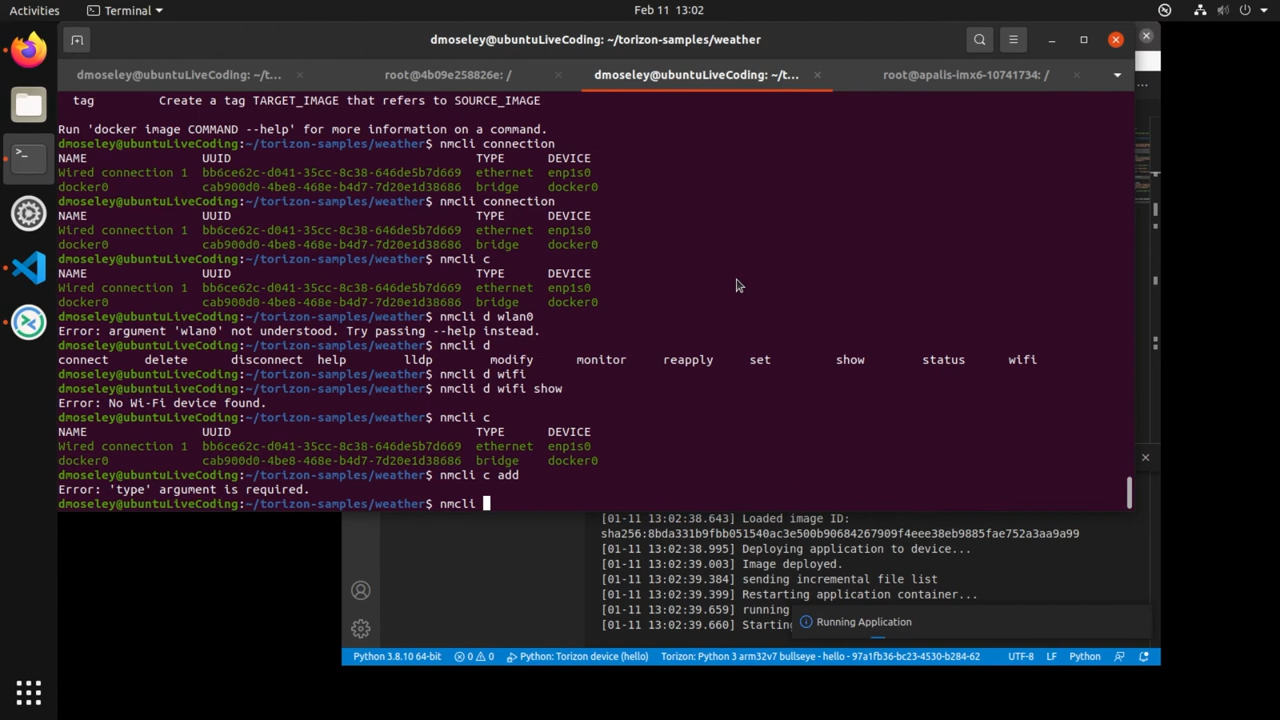 Activities Terminal Feb 11 13:02
dmoseley@ubuntuLiveCoding: ~/torizon-samples/weather
dmoseley@ubuntuLiveCoding: ~/t... root@4b09e258826e: / dmoseley@ubuntuLiveCoding: ~/t... root@apalis-imx6-10741734: /
tag Create a tag TARGET_IMAGE that refers to SOURCE_IMAGE
Run 'docker image COMMAND --help' for more information on a command.
dmoseley@ubuntuLiveCoding:~/torizon-samples/weather$ nmcli connection
NAME UUID TYPE DEVICE
Wired connection 1 bb6ce62c-d041-35cc-8c38-646de5b7d669 ethernet enp1s0
docker0 cab900d0-4be8-468e-b4d7-7d20e1d38686 bridge docker0
dmoseley@ubuntuLiveCoding:~/torizon-samples/weather$ nmcli connection
NAME UUID TYPE DEVICE
Wired connection 1 bb6ce62c-d041-35cc-8c38-646de5b7d669 ethernet enp1s0
docker0 cab900d0-4be8-468e-b4d7-7d20e1d38686 bridge docker0
dmoseley@ubuntuLiveCoding:~/torizon-samples/weather$ nmcli c
NAME UUID TYPE DEVICE
Wired connection 1 bb6ce62c-d041-35cc-8c38-646de5b7d669 ethernet enp1s0
docker0 cab900d0-4be8-468e-b4d7-7d20e1d38686 bridge docker0
dmoseley@ubuntuLiveCoding:~/torizon-samples/weather$ nmcli d wlan0
Error: argument 'wlan0' not understood. Try passing --help instead.
dmoseley@ubuntuLiveCoding:~/torizon-samples/weather$ nmcli d
connect delete disconnect help lldp modify monitor reapply set show status wifi
dmoseley@ubuntuLiveCoding:~/torizon-samples/weather$ nmcli d wifi
dmoseley@ubuntuLiveCoding:~/torizon-samples/weather$ nmcli d wifi show
Error: No Wi-Fi device found.
dmoseley@ubuntuLiveCoding:~/torizon-samples/weather$ nmcli c
NAME UUID TYPE DEVICE
Wired connection 1 bb6ce62c-d041-35cc-8c38-646de5b7d669 ethernet enp1s0
docker0 cab900d0-4be8-468e-b4d7-7d20e1d38686 bridge docker0
dmoseley@ubuntuLiveCoding:~/torizon-samples/weather$ nmcli c add
Error: 'type' argument is required.
dmoseley@ubuntuLiveCoding:~/torizon-samples/weather$ nmcli
[01-11 13:02:38.643] Loaded image ID:
sha256:8bda331b9fbb051540ac3e500b90684267909f4eee38eb9885fae752a3aa9a99
[01-11 13:02:38.995] Deploying application to device...
[01-11 13:02:39.003] Image deployed.
[01-11 13:02:39.384] sending incremental file list
[01-11 13:02:39.399] Restarting application container...
[01-11 13:02:39.659] running
[01-11 13:02:39.660] Starting
Running Application
Python 3.8.10 64-bit 0 0 Python: Torizon device (hello) Torizon: Python 3 arm32v7 bullseye - hello - 97a1fb36-bc23-4530-b284-62 UTF-8 LF Python